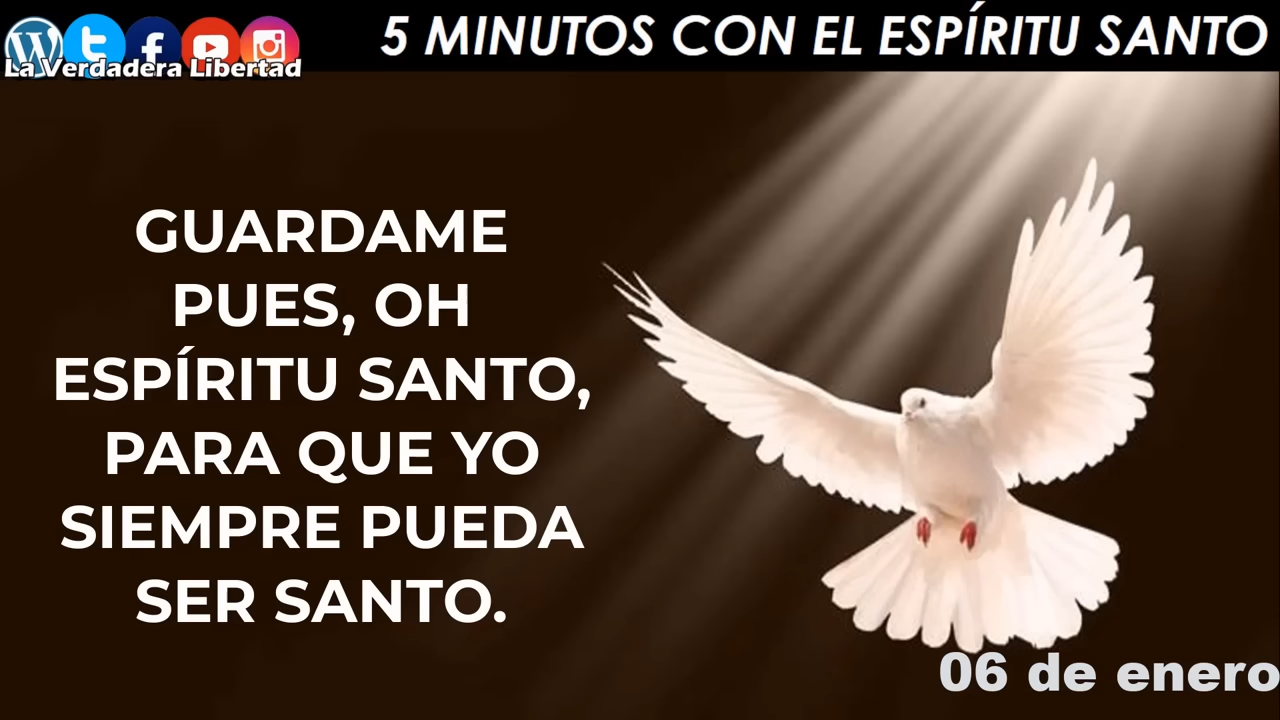 5 MINUTOS CON EL ESPÍRITU SANTO
La Verdadera Libertad
GUARDAME
PUES, OH
ESPÍRITU SANTO,
PARA QUE YO
SIEMPRE PUEDA
SER SANTO.
06 de enero